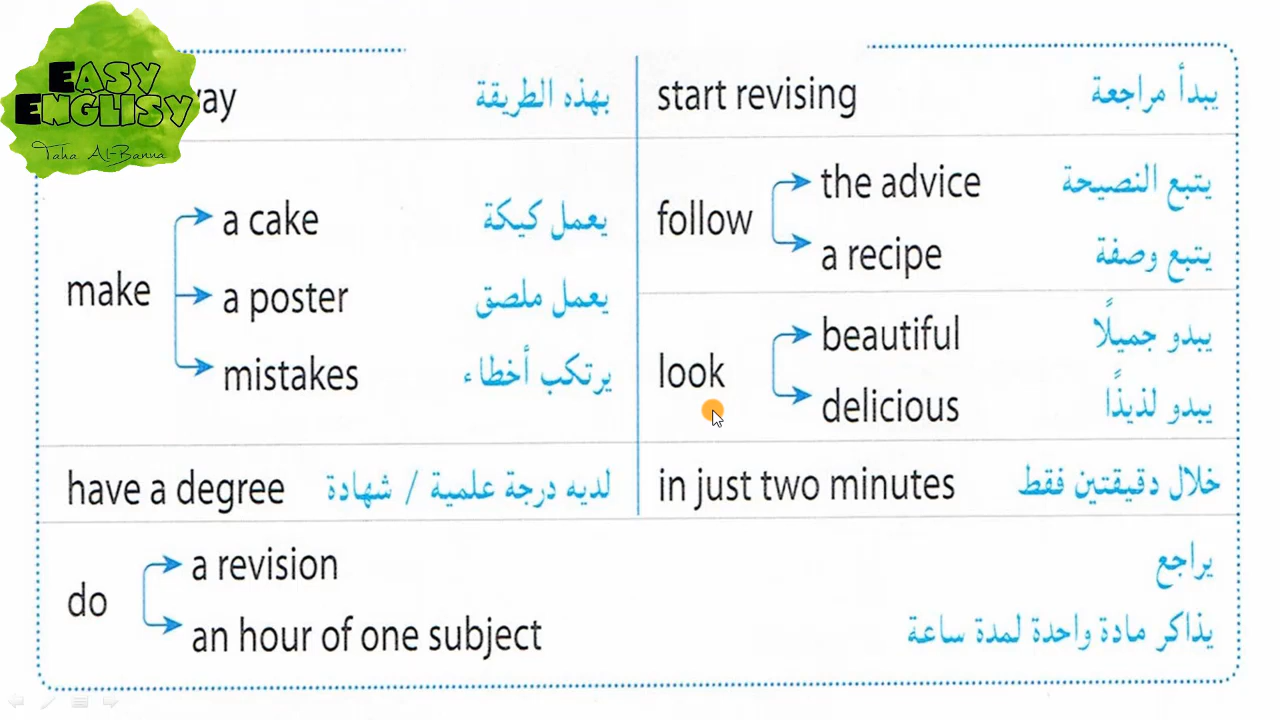 EASY
ENGLISY
Taha Al-Banna
way بهذه الطريقة
start revising يبدأ مراجعة
make
a cake يعمل كيكة
a poster يعمل ملصق
mistakes يرتكب أخطاء
follow
the advice يتبع النصيحة
a recipe يتبع وصفة
look
beautiful يبدو جميلًا
delicious يبدو لذيذًا
have a degree لديه درجة علمية / شهادة
in just two minutes خلال دقيقتين فقط
do
a revision يراجع
an hour of one subject يذاكر مادة واحدة لمدة ساعة